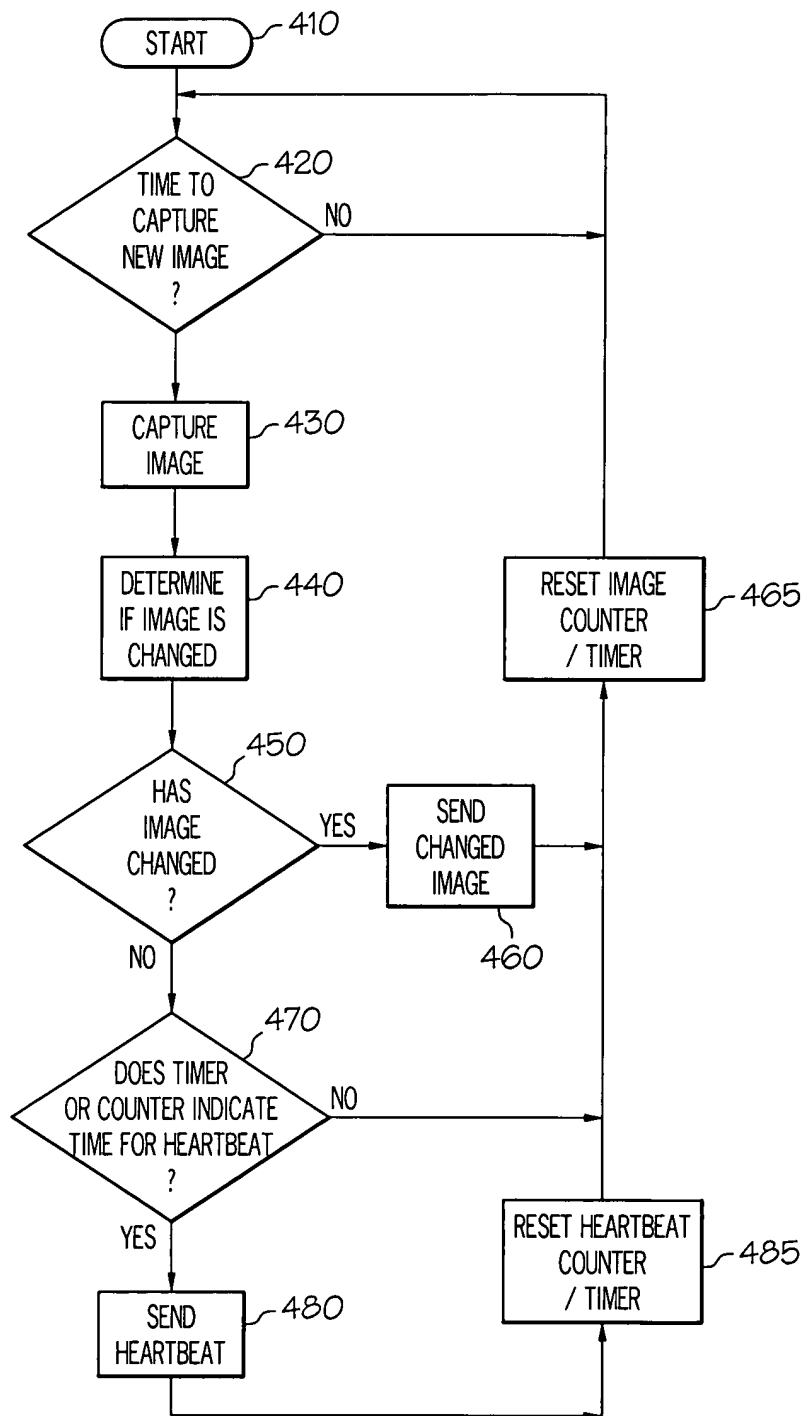 START
410
TIME TO
CAPTURE
NEW IMAGE
?
420
NO
CAPTURE
IMAGE
430
DETERMINE
IF IMAGE IS
CHANGED
440
RESET IMAGE
COUNTER
/ TIMER
465
HAS
IMAGE
CHANGED
?
450
YES
SEND
CHANGED
IMAGE
460
NO
DOES TIMER
OR COUNTER INDICATE
TIME FOR HEARTBEAT
?
470
NO
YES
RESET HEARTBEAT
COUNTER
/ TIMER
485
SEND
HEARTBEAT
480